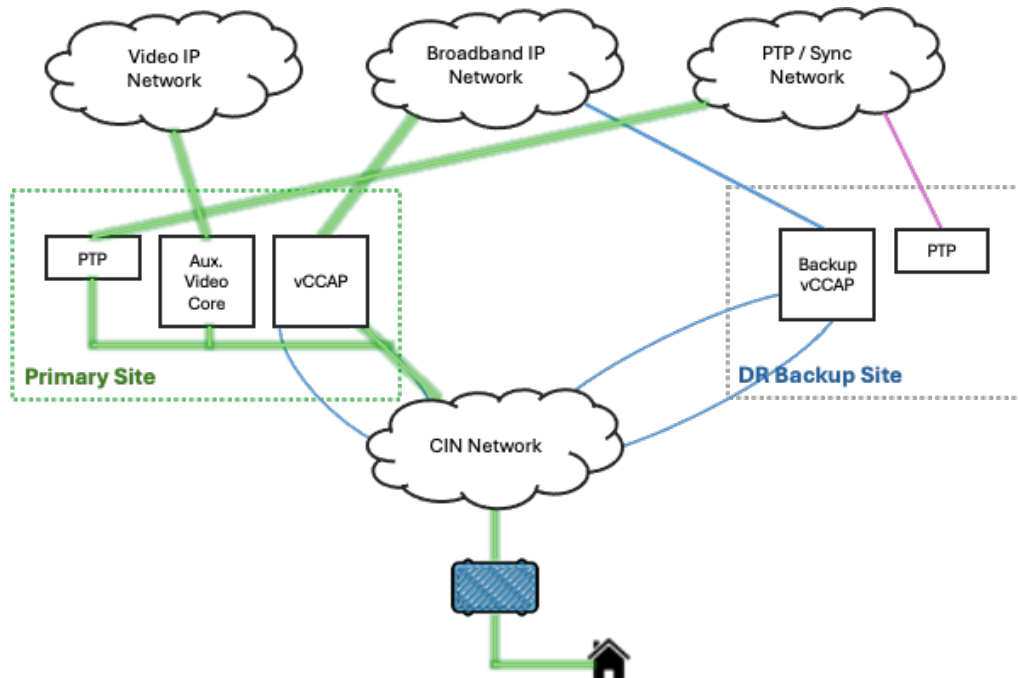 Video IP
Network
Broadband IP
Network
PTP / Sync
Network
PTP
Aux.
Video
Core
vCCAP
Backup
vCCAP
PTP
Primary Site
DR Backup Site
CIN Network